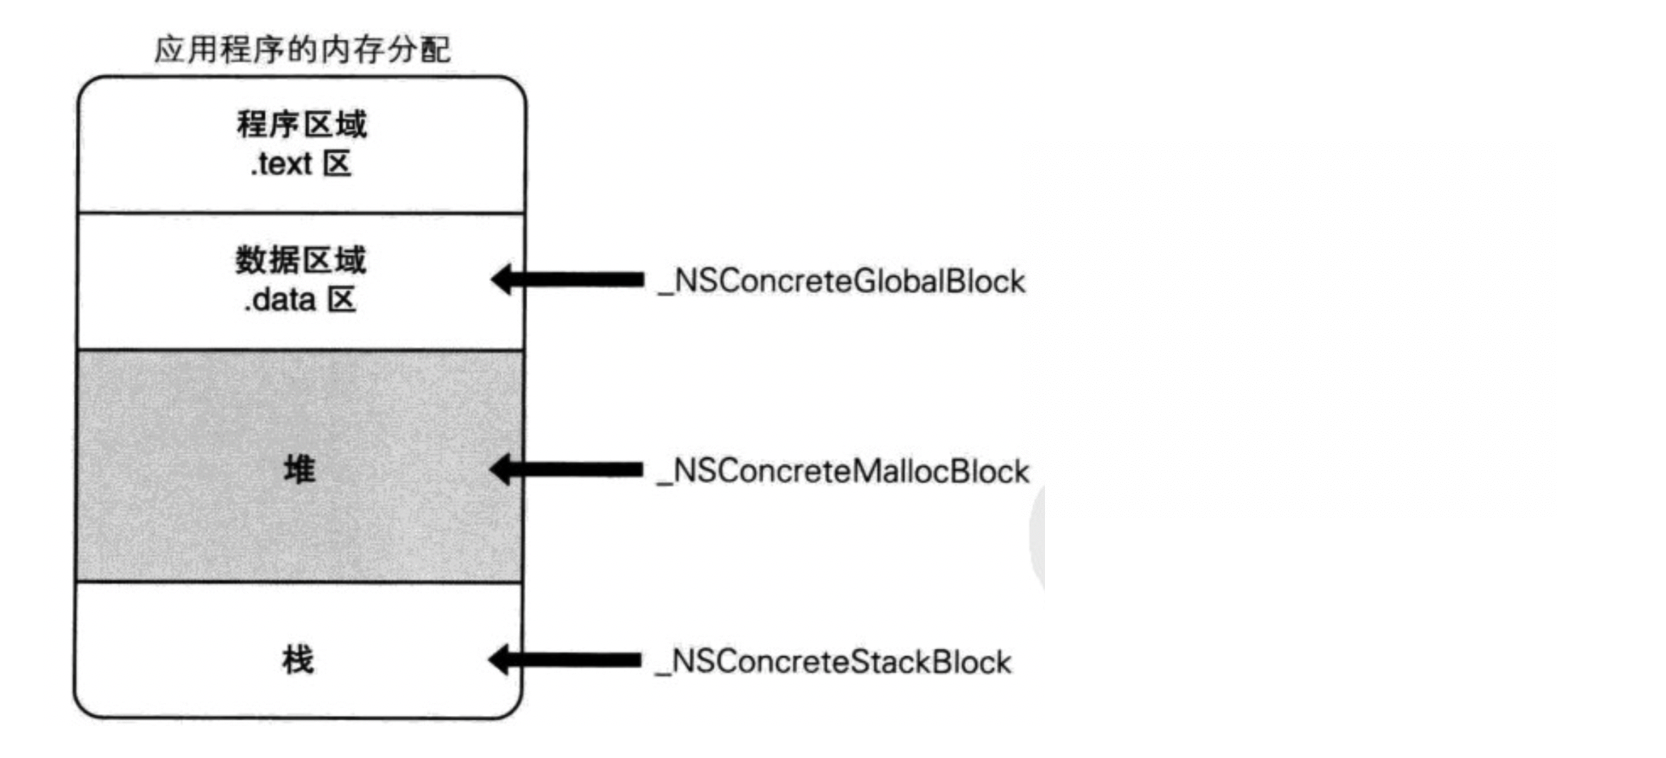 应用程序的内存分配
程序区域
.text 区
数据区域
.data 区
_NSConcreteGlobalBlock
堆
_NSConcreteMallocBlock
栈
_NSConcreteStackBlock